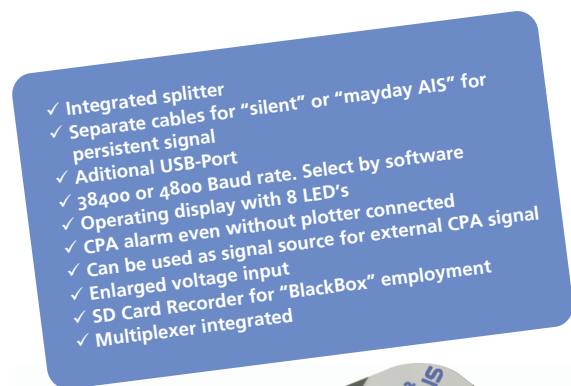 ✓ Integrated splitter
✓ Separate cables for "silent" or "mayday AIS" for
persistent signal
✓ Aditional USB-Port
✓ 38400 or 4800 Baud rate. Select by software
✓ Operating display with 8 LED's
✓ CPA alarm even without plotter connected
✓ Can be used as signal source for external CPA signal
✓ Enlarged voltage input
✓ SD Card Recorder for "BlackBox" employment
✓ Multiplexer integrated